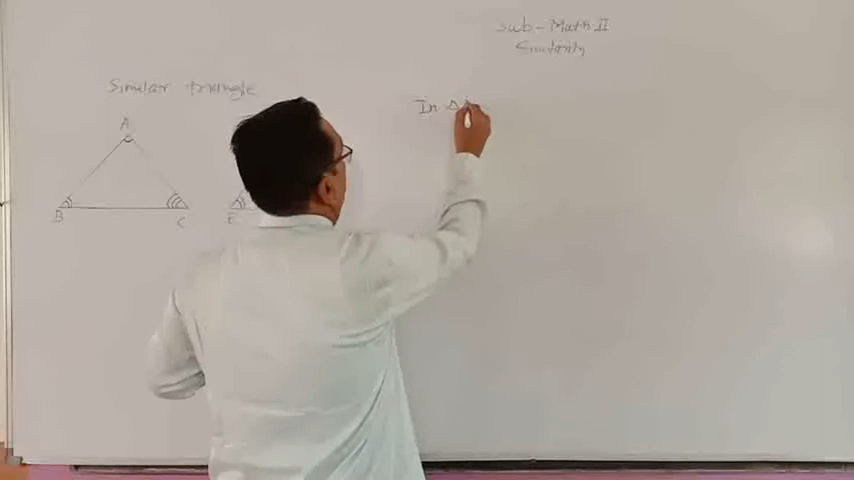 Sub - Math II
Similarity
Similar triangle
In △ A
A
B
C
E